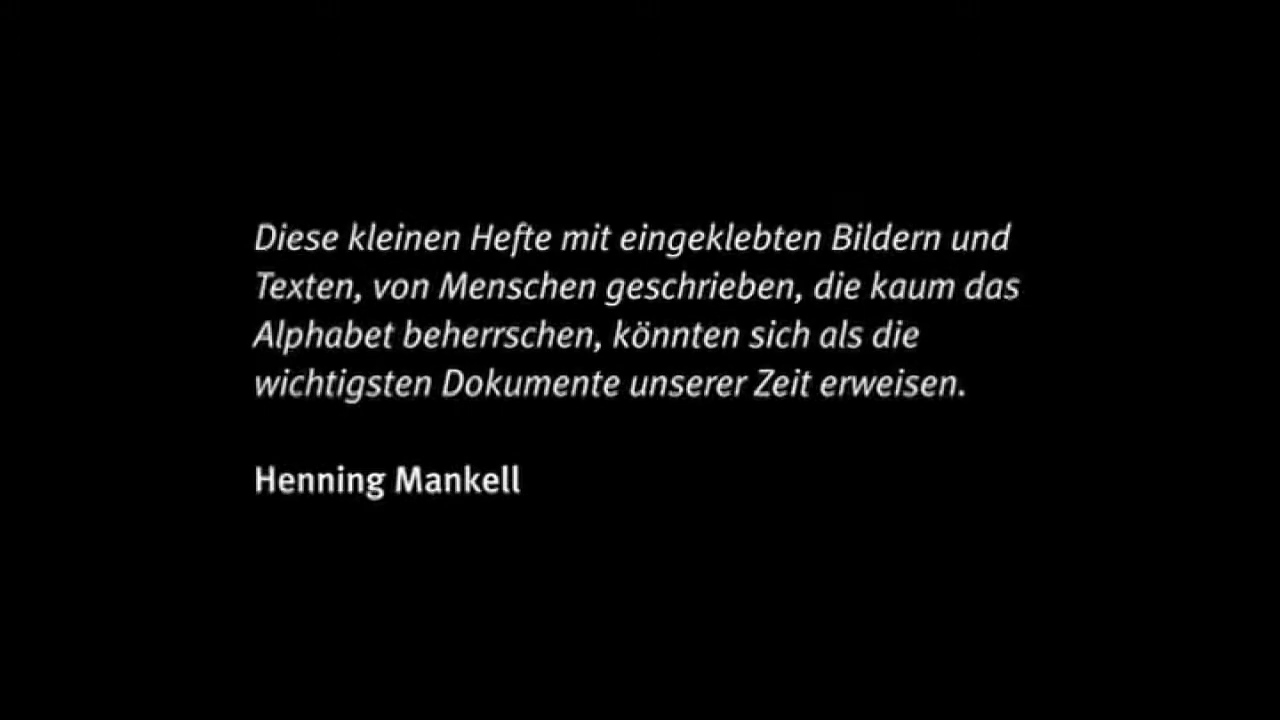 Diese kleinen Hefte mit eingeklebten Bildern und
Texten, von Menschen geschrieben, die kaum das
Alphabet beherrschen, könnten sich als die
wichtigsten Dokumente unserer Zeit erweisen.
Henning Mankell